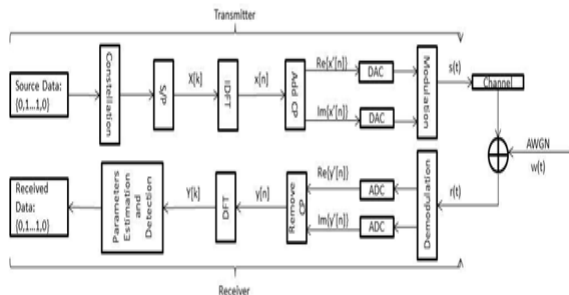 Transmitter
Source Data:
{0,1...1,0}
Constellation
S/P
X[k]
IDFT
x[n]
App CP
Re{x'[n]}
Im{x'[n]}
DAC
DAC
Modulation
s(t)
Channel
AWGN
w(t)
r(t)
Demodulation
ADC
ADC
Re{y'[n]}
Im{y'[n]}
Remove
CP
y[n]
DFT
Y[k]
Parameters
Estimation
and
Detection
Received
Data:
{0,1...1,0}
Receiver